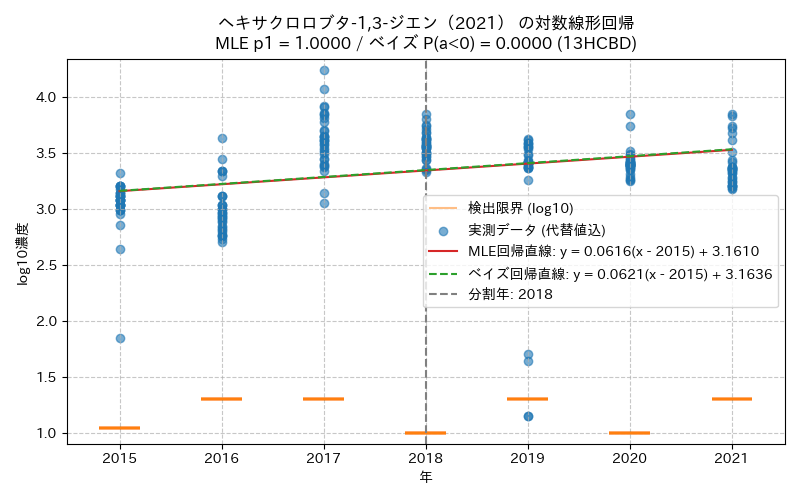 ヘキサクロロブタ-1,3-ジエン（2021） の対数線形回帰
MLE p1 = 1.0000 / ベイズ P(a<0) = 0.0000 (13HCBD)
log10濃度
4.0
3.5
3.0
2.5
2.0
1.5
1.0
検出限界 (log10)
実測データ (代替値込)
MLE回帰直線: y = 0.0616(x - 2015) + 3.1610
ベイズ回帰直線: y = 0.0621(x - 2015) + 3.1636
分割年: 2018
2015 2016 2017 2018 2019 2020 2021
年